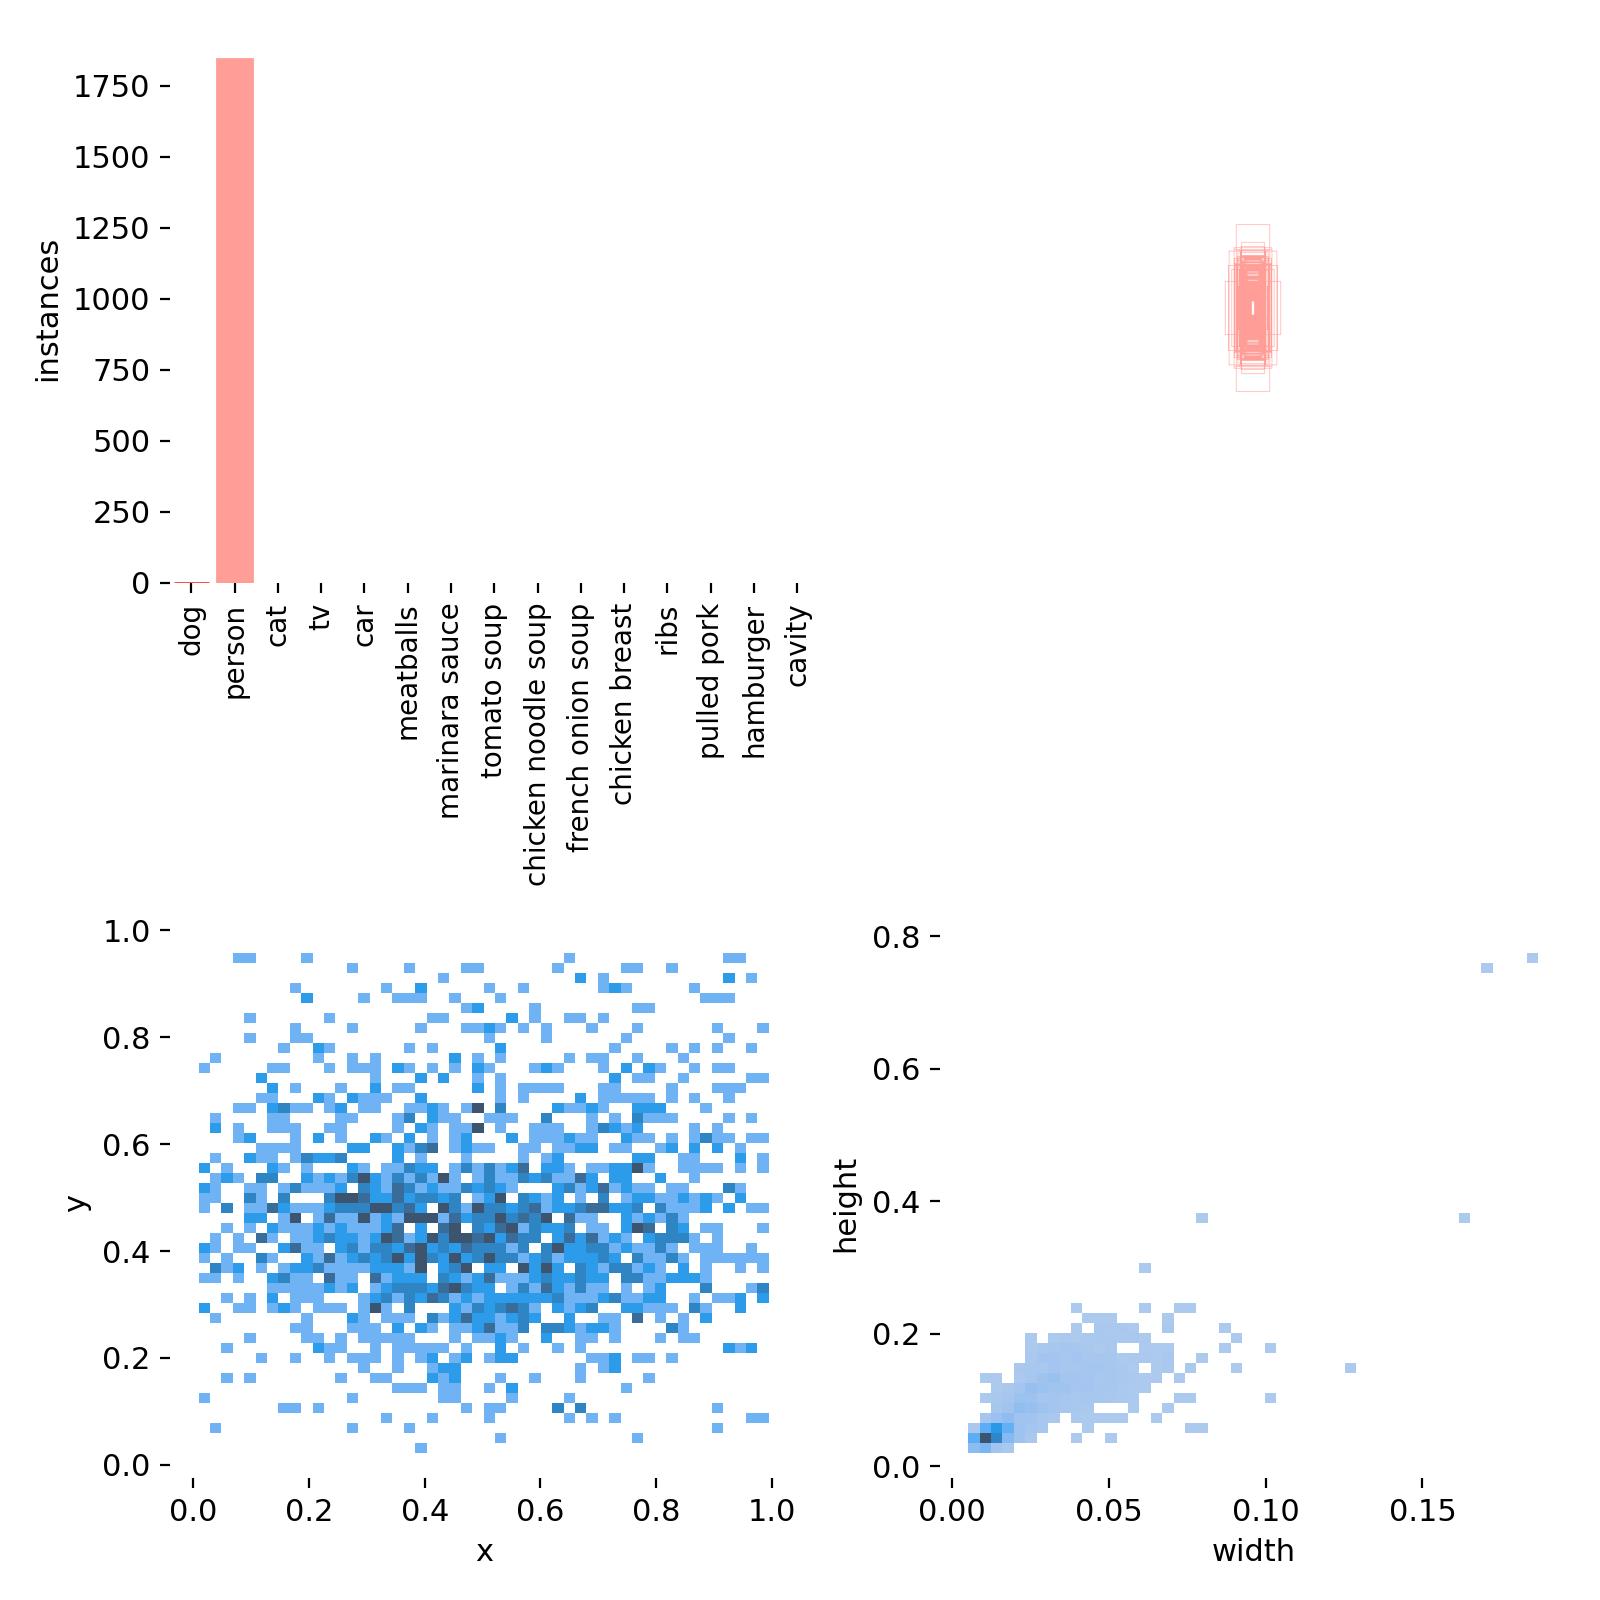 instances
1750
1500
1250
1000
750
500
250
0
dog
person
cat
tv
car
meatballs
marinara sauce
tomato soup
chicken noodle soup
french onion soup
chicken breast
ribs
pulled pork
hamburger
cavity
y
1.0
0.8
0.6
0.4
0.2
0.0
0.0 0.2 0.4 0.6 0.8 1.0
x
height
0.8
0.6
0.4
0.2
0.0
0.00 0.05 0.10 0.15
width